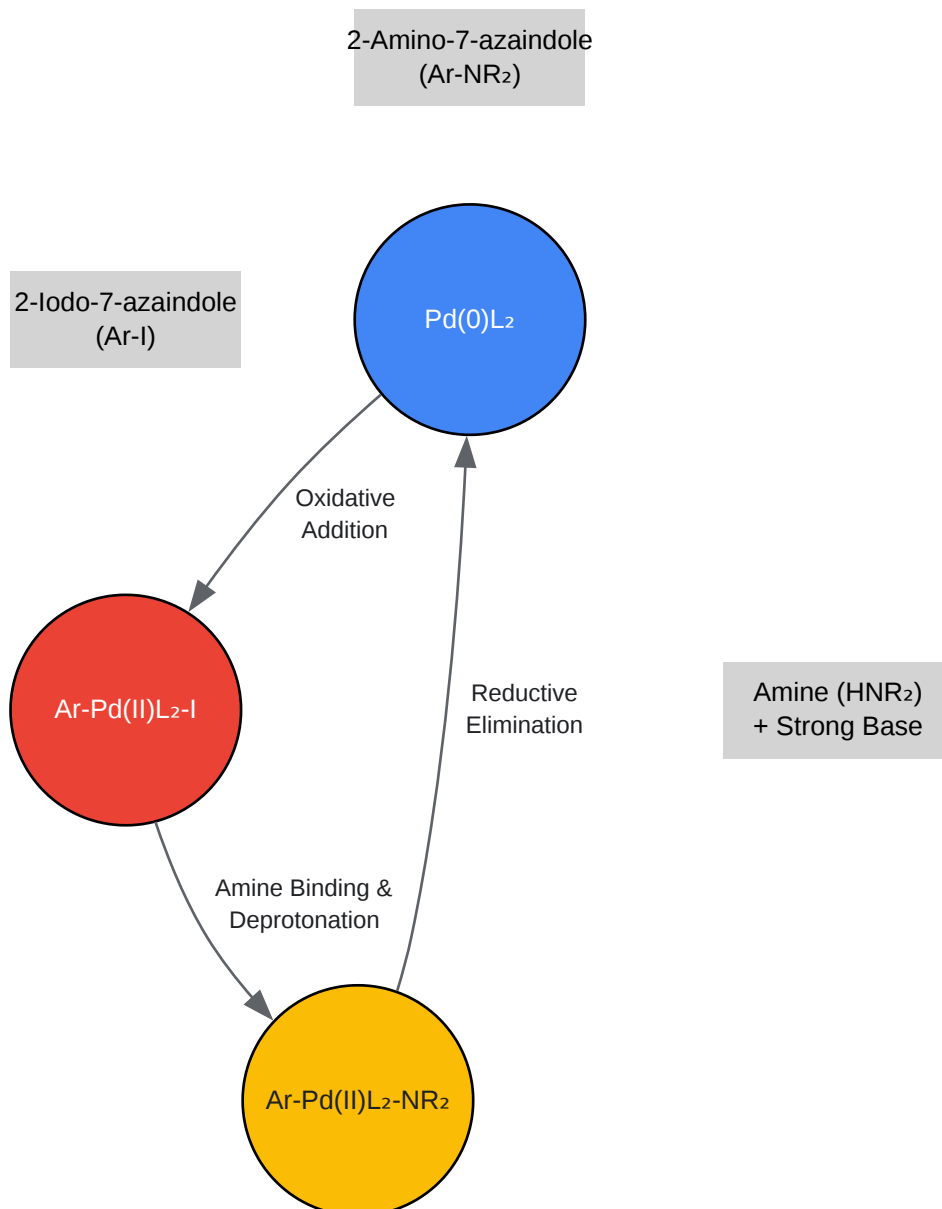 2-Amino-7-azaindole
(Ar-NR₂)
2-Iodo-7-azaindole
(Ar-I)
Pd(0)L₂
Oxidative
Addition
Ar-Pd(II)L₂-I
Reductive
Elimination
Amine (HNR₂)
+ Strong Base
Amine Binding &
Deprotonation
Ar-Pd(II)L₂-NR₂